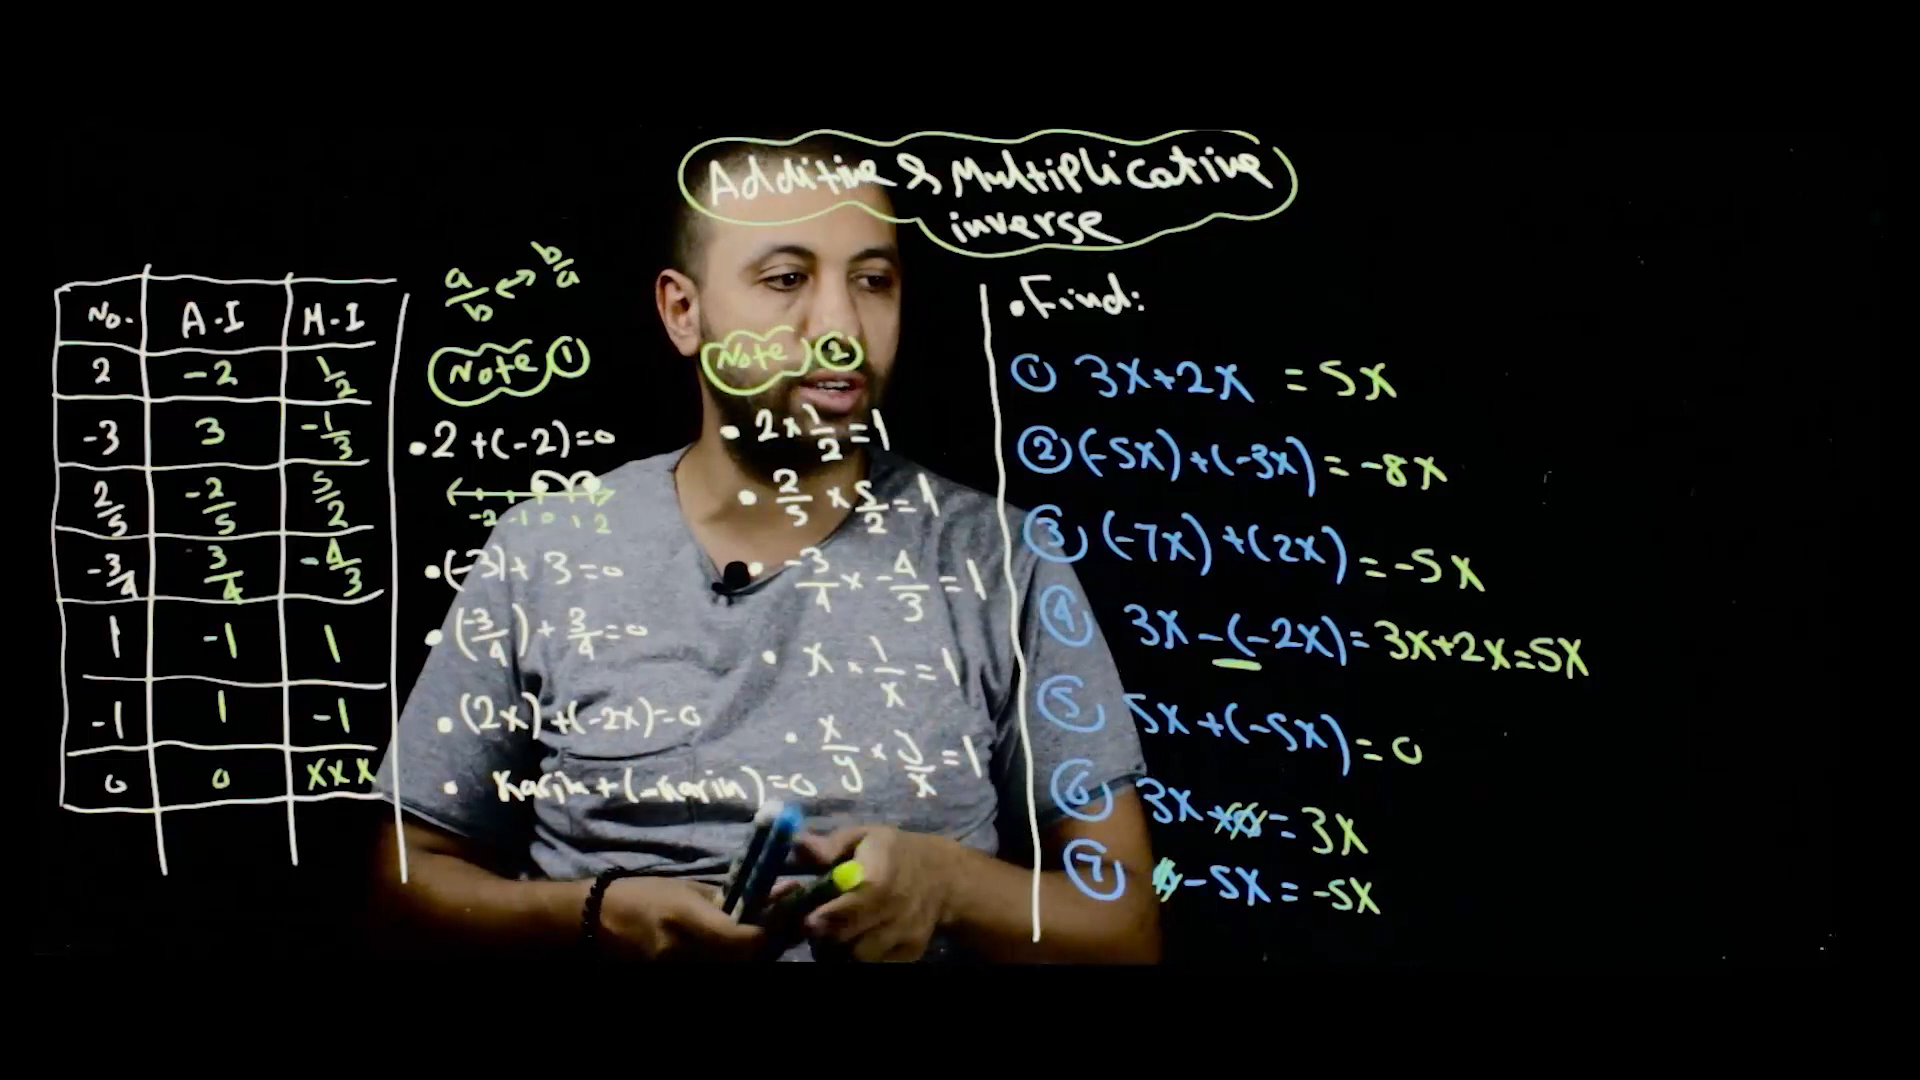 Additive & Multiplicative
inverse
No. A.I M.I
2 -2 1/2
-3 3 -1/3
2/5 -2/5 5/2
-3/4 3/4 -4/3
1 -1 1
-1 1 -1
0 0 XXX
a/b ↔ b/a
Note 1
• 2 + (-2) = 0
-2 -1 0 1 2
• (-3) + 3 = 0
• (-3/4) + 3/4 = 0
• (2x) + (-2x) = 0
• Karim + (-Karim) = 0
Note 2
• 2 × 1/2 = 1
• 2/5 × 5/2 = 1
• -3/4 × -4/3 = 1
• x × 1/x = 1
• x/y × y/x = 1
• Find:
① 3x+2x = 5x
② (-5x)+(-3x) = -8x
③ (-7x)+(2x) = -5x
④ 3x-(-2x) = 3x+2x = 5x
⑤ 5x+(-5x) = 0
⑥ 3x = 3x
⑦ -5x = -5x